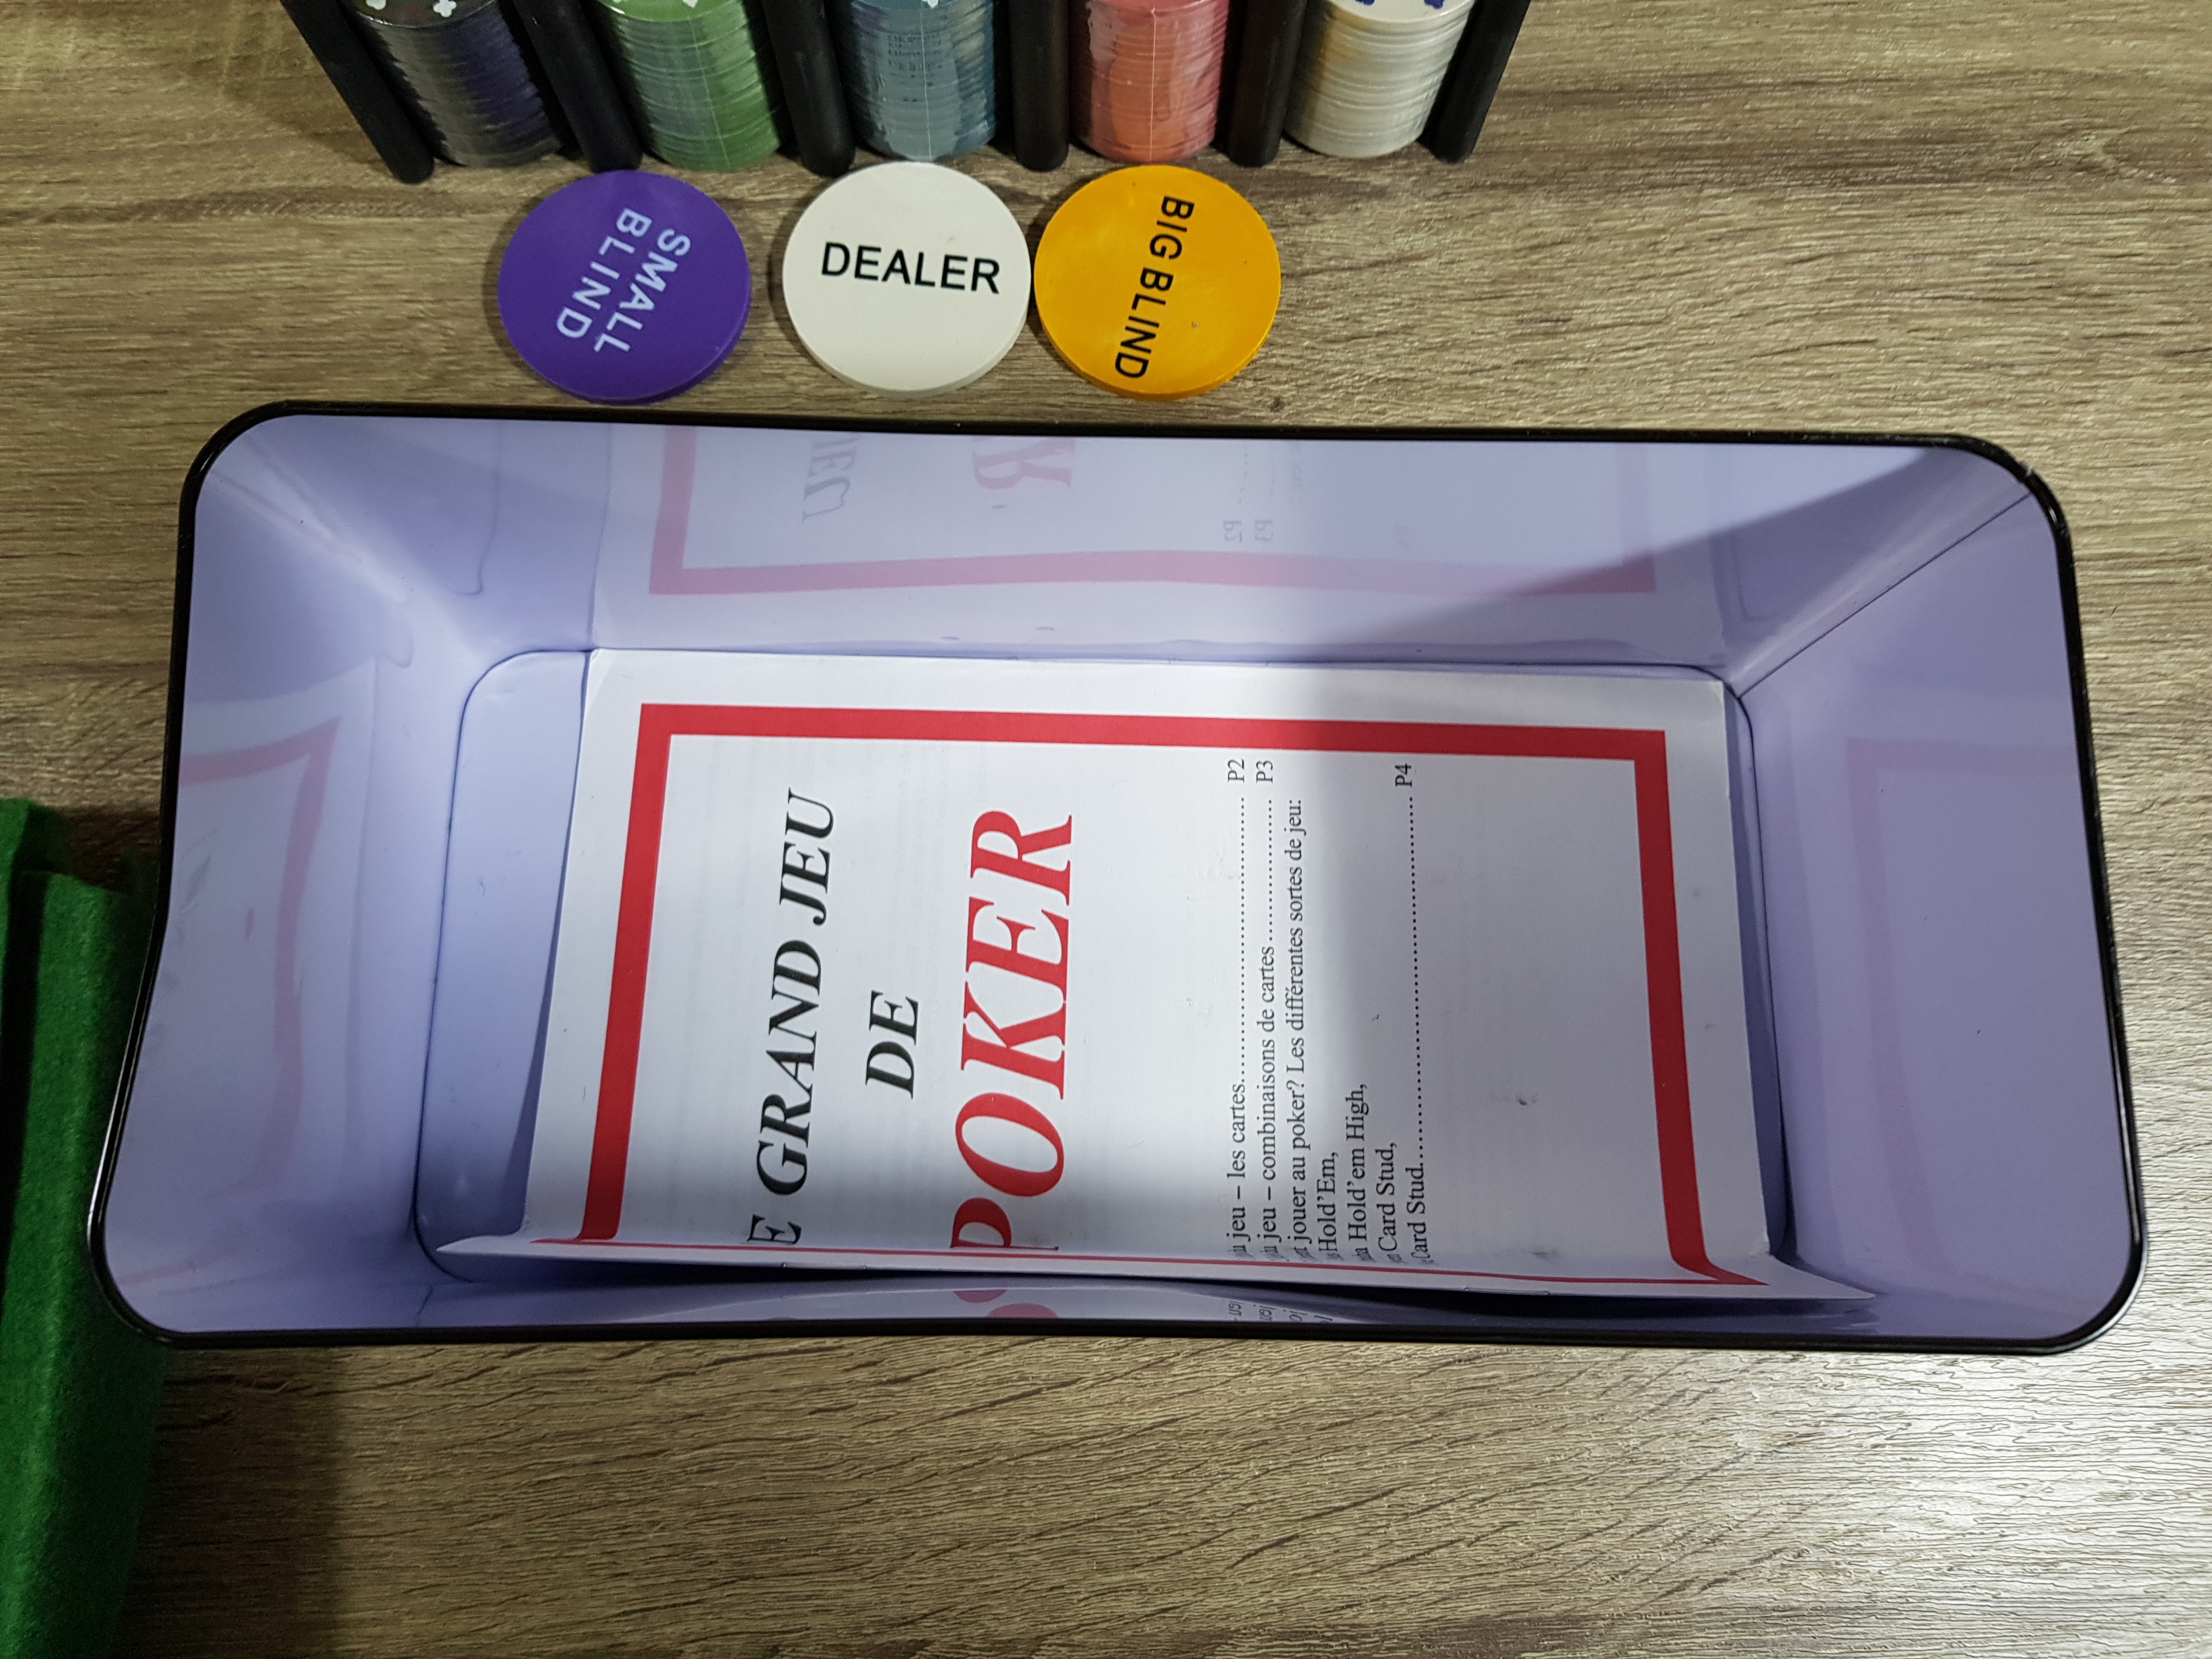 SMALL
BLIND
DEALER
BIG BLIND
GRAND JEU
DE
POKER
jeu – les cartes.......................................... P2
jeu – combinaisons de cartes..................... P3
jouer au poker? Les différentes sortes de jeu:
Hold'Em,
Hold'em High,
Card Stud,
Card Stud...................................................... P4